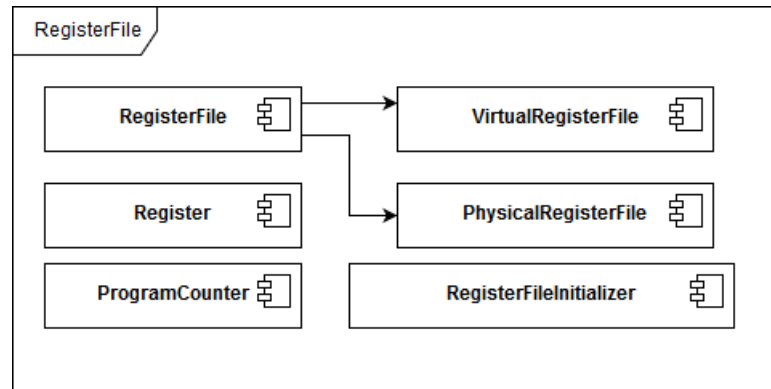 RegisterFile
RegisterFile
VirtualRegisterFile
Register
PhysicalRegisterFile
ProgramCounter
RegisterFileInitializer